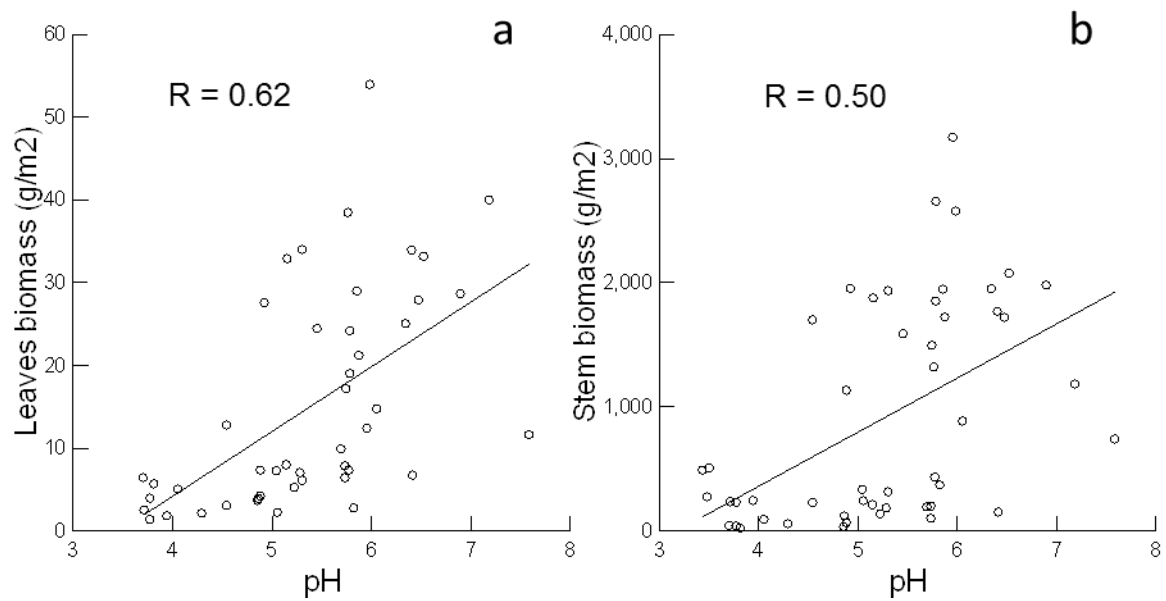 a
R = 0.62
Leaves biomass (g/m2)
60
50
40
30
20
10
0
3 4 5 6 7 8
pH
b
R = 0.50
Stem biomass (g/m2)
4,000
3,000
2,000
1,000
0
3 4 5 6 7 8
pH